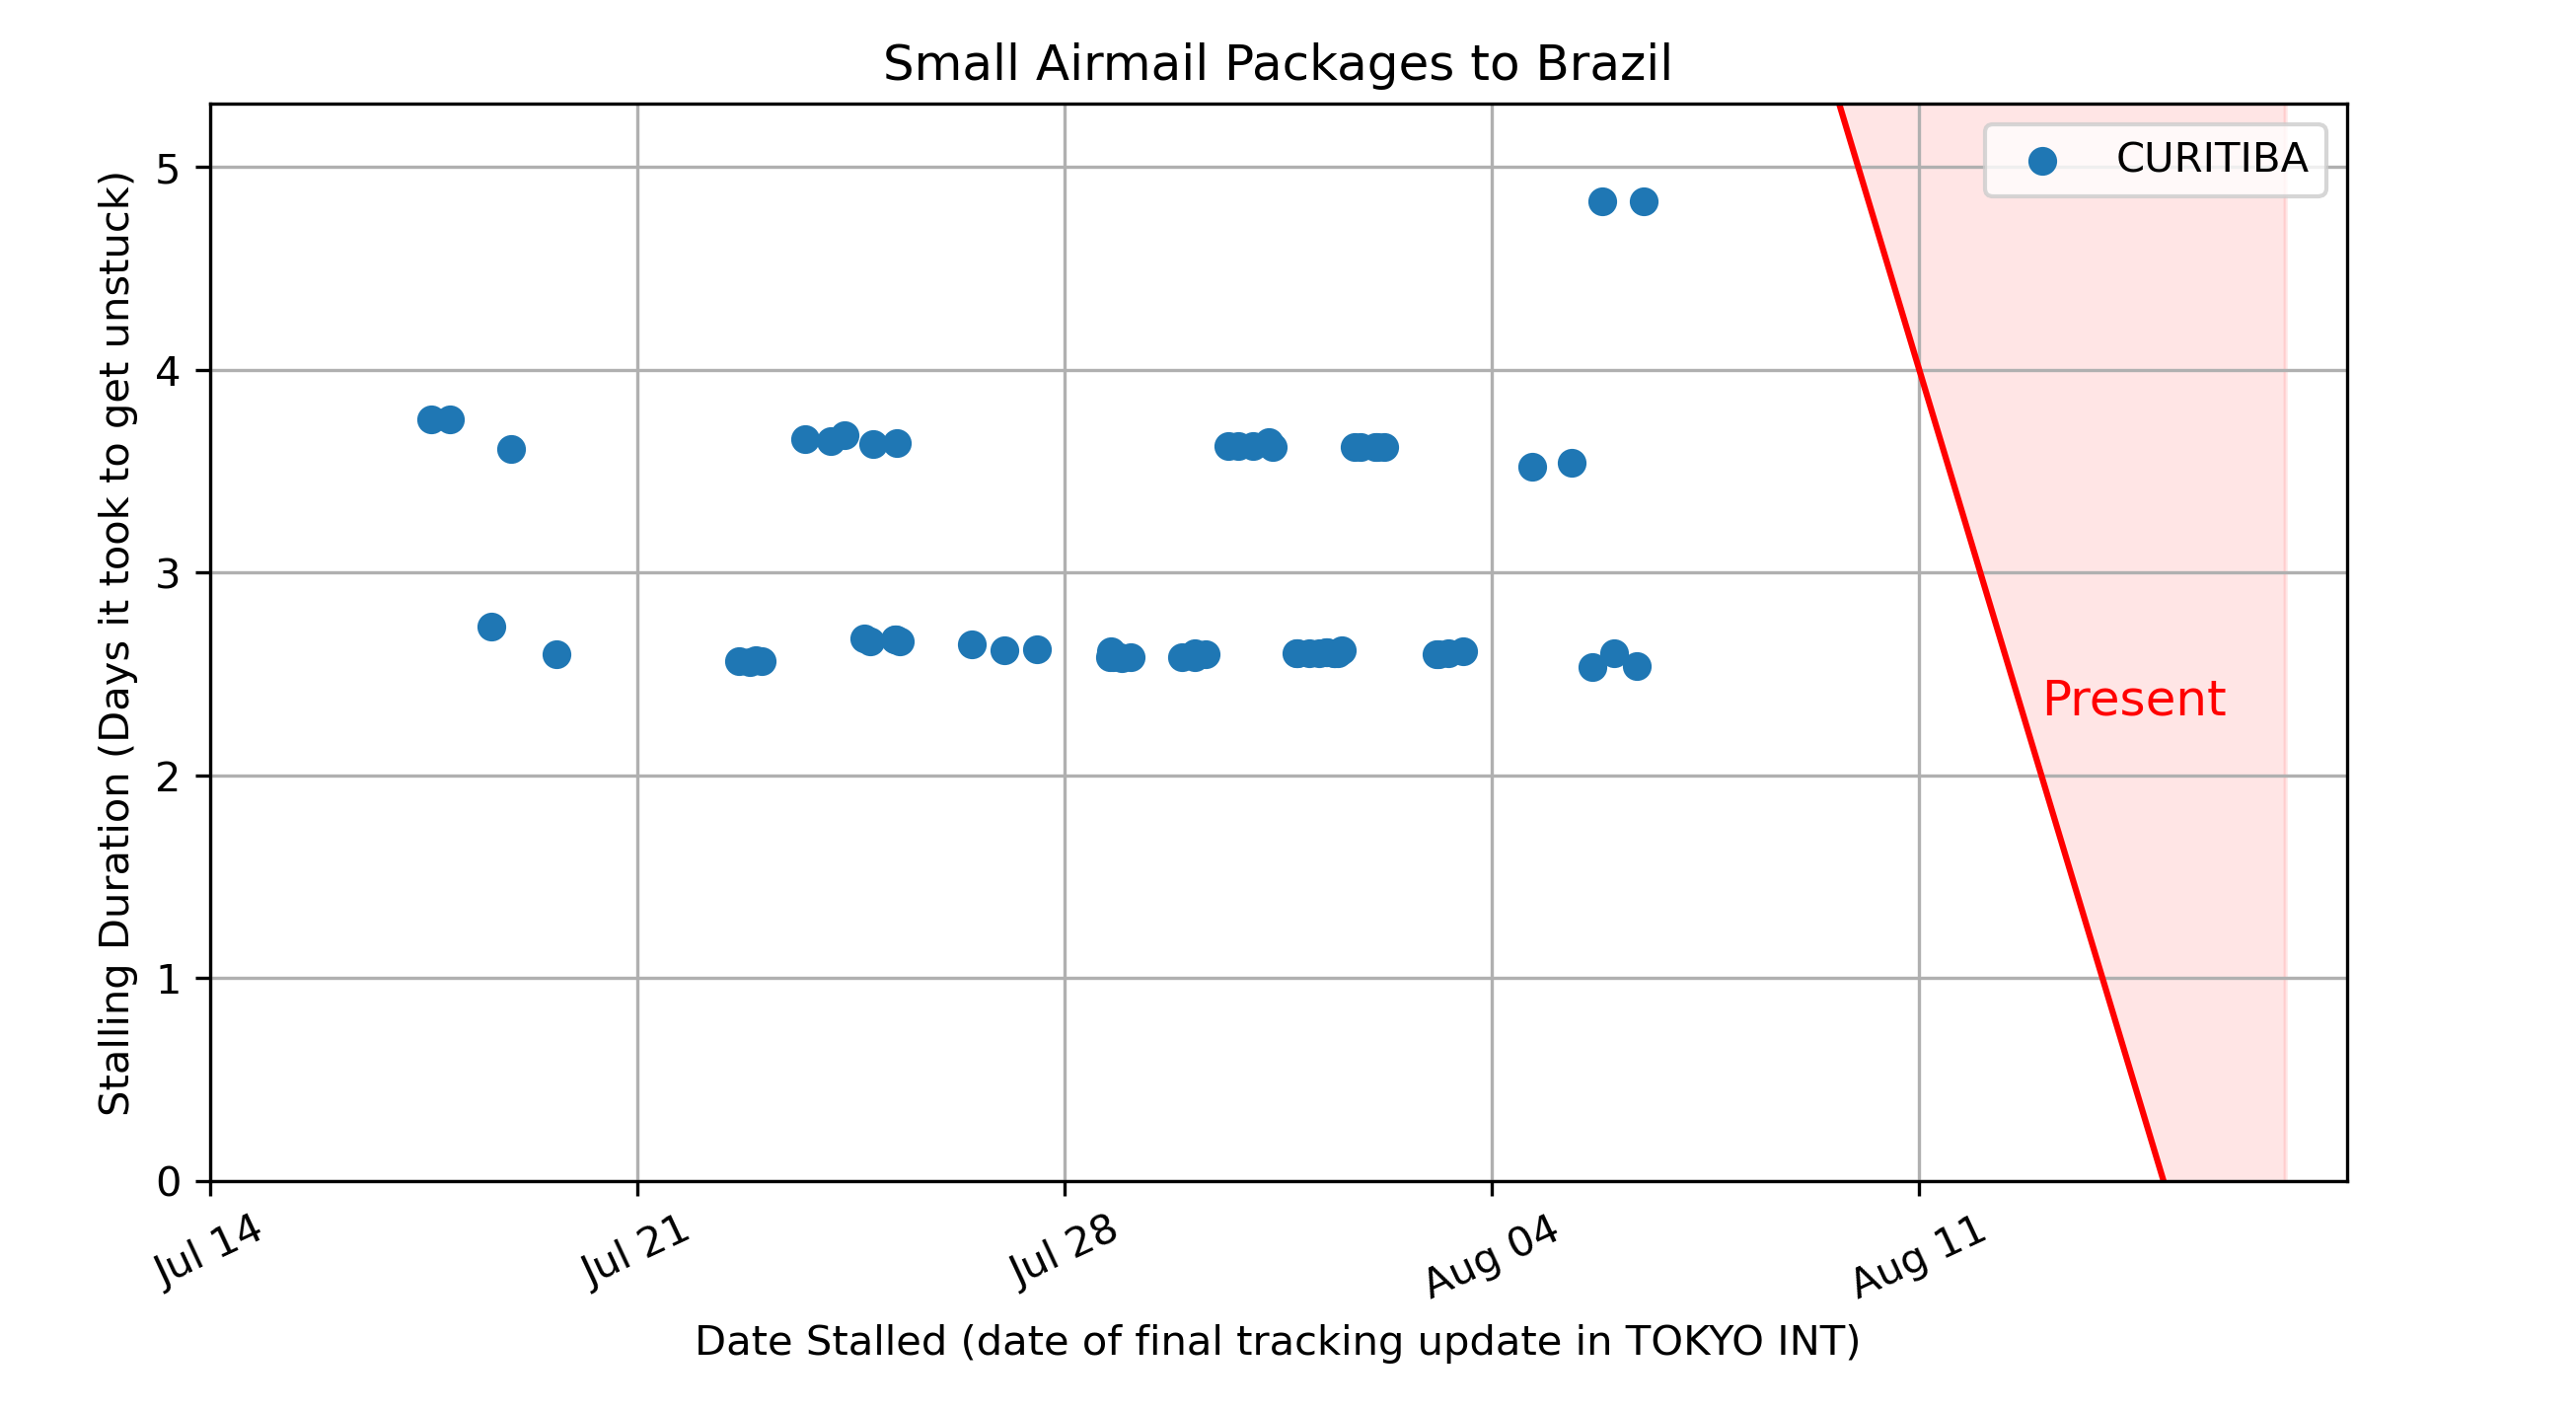 Small Airmail Packages to Brazil
CURITIBA
Stalling Duration (Days it took to get unstuck)
5
4
3
2
1
0
Present
Jul 14
Jul 21
Jul 28
Aug 04
Aug 11
Date Stalled (date of final tracking update in TOKYO INT)